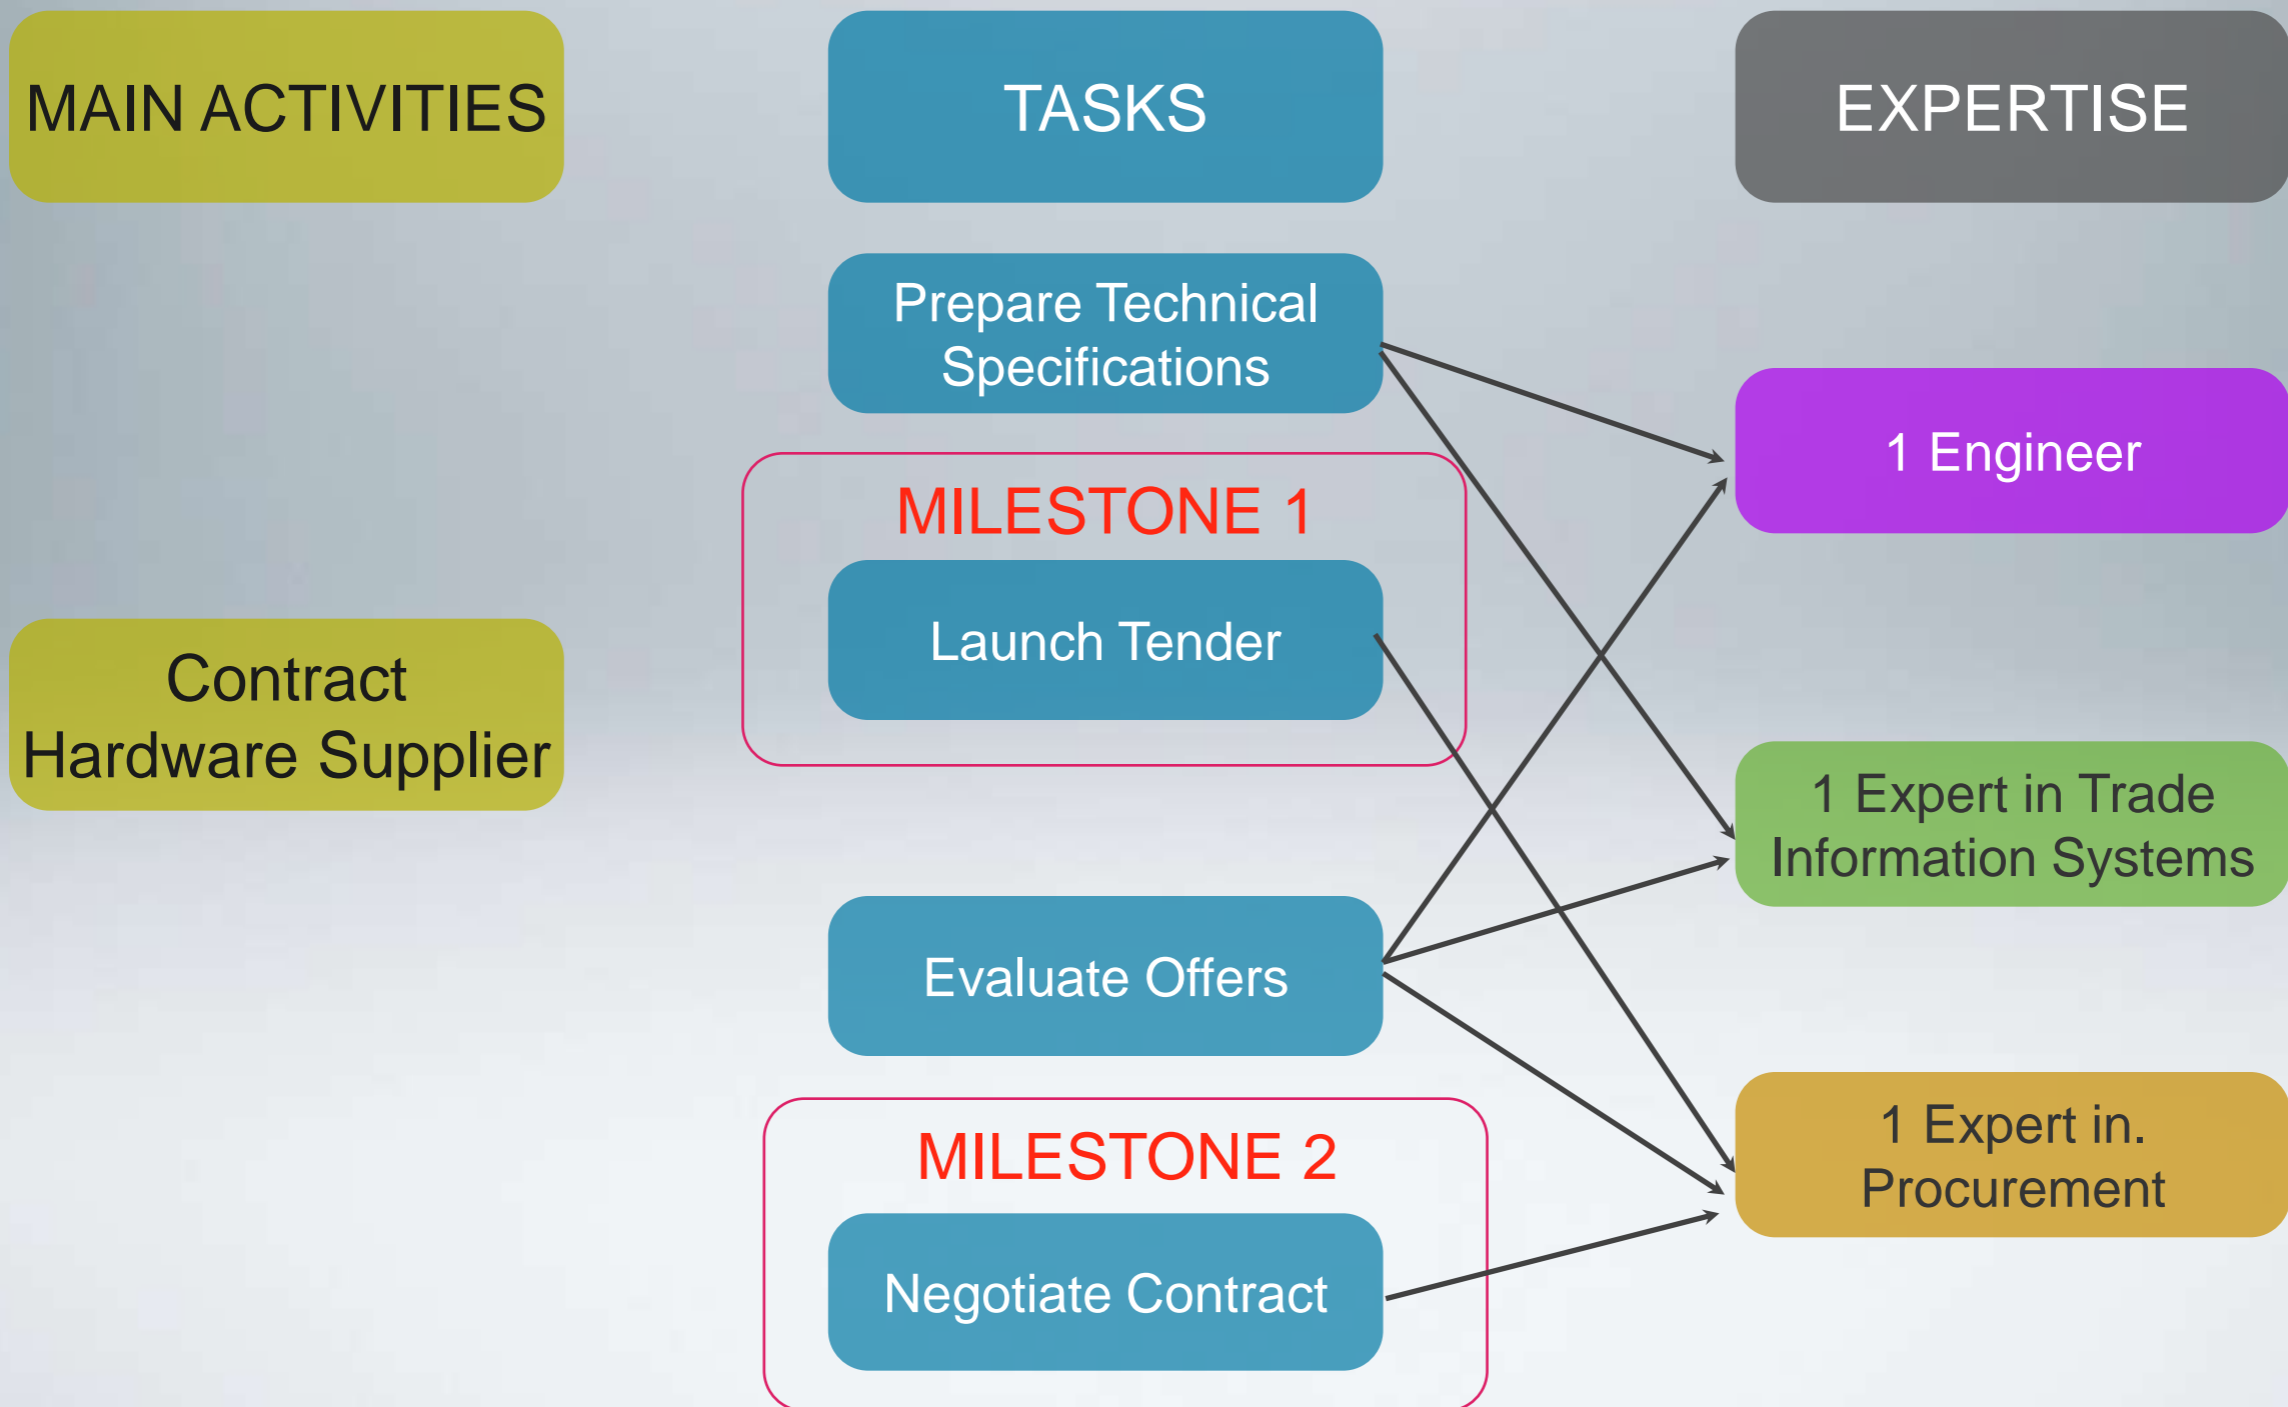 MAIN ACTIVITIES
TASKS
EXPERTISE
Prepare Technical
Specifications
MILESTONE 1
Launch Tender
Contract
Hardware Supplier
Evaluate Offers
MILESTONE 2
Negotiate Contract
1 Engineer
1 Expert in Trade
Information Systems
1 Expert in.
Procurement